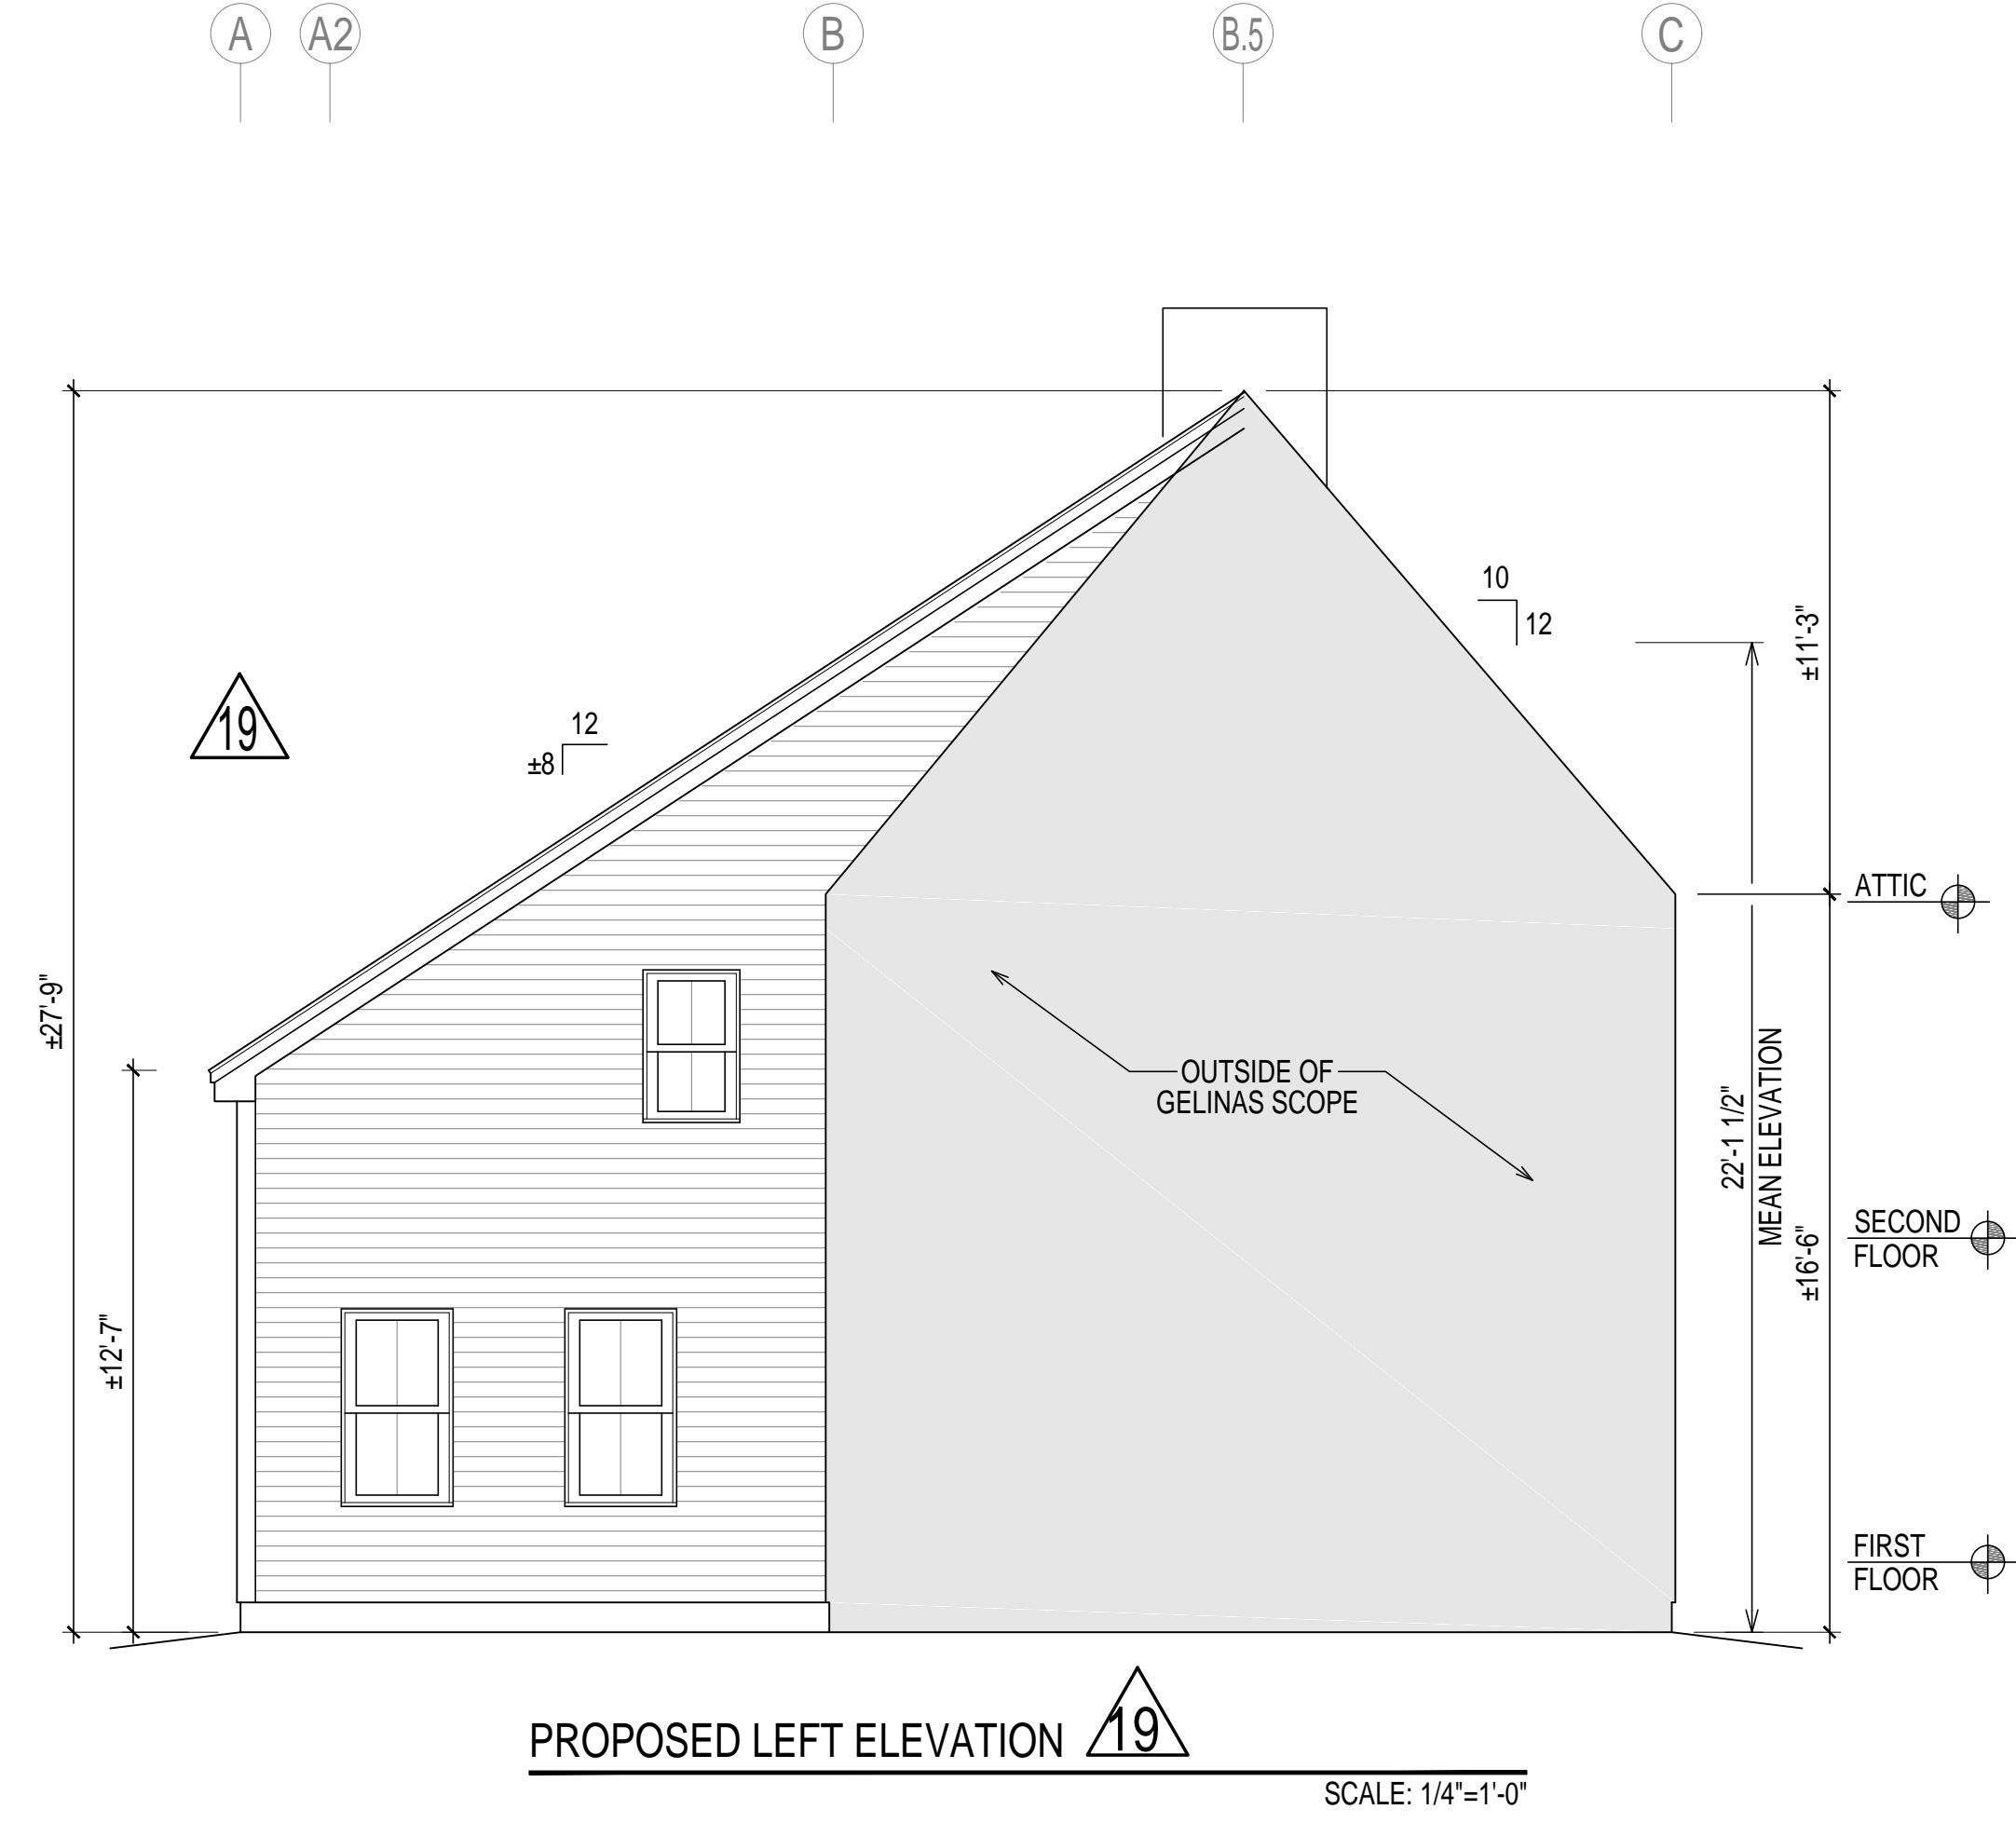 A
A2
B
B.5
C
10
12
±11'-3"
19
12
±8
ATTIC
±27'-9"
OUTSIDE OF
GELINAS SCOPE
22'-1 1/2"
MEAN ELEVATION
±16'-6"
SECOND
FLOOR
±12'-7"
FIRST
FLOOR
PROPOSED LEFT ELEVATION
19
SCALE: 1/4"=1'-0"